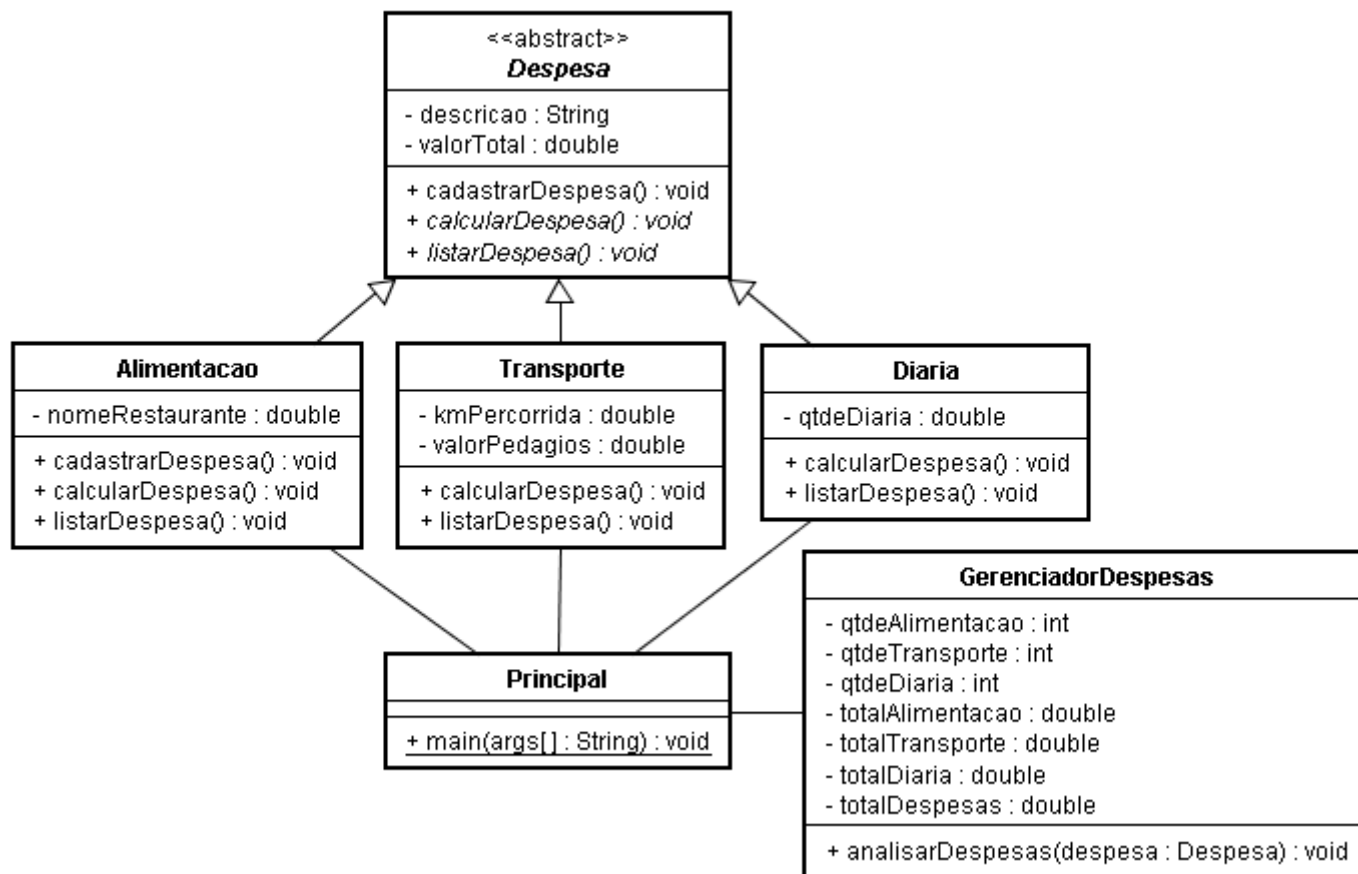 <<abstract>>
Despesa
- descricao : String
- valorTotal : double
+ cadastrarDespesa() : void
+ calcularDespesa() : void
+ listarDespesa() : void
Alimentacao
- nomeRestaurante : double
+ cadastrarDespesa() : void
+ calcularDespesa() : void
+ listarDespesa() : void
Transporte
- kmPercorrida : double
- valorPedagios : double
+ calcularDespesa() : void
+ listarDespesa() : void
Diaria
- qtdeDiaria : double
+ calcularDespesa() : void
+ listarDespesa() : void
Principal
+ main(args[] : String) : void
GerenciadorDespesas
- qtdeAlimentacao : int
- qtdeTransporte : int
- qtdeDiaria : int
- totalAlimentacao : double
- totalTransporte : double
- totalDiaria : double
- totalDespesas : double
+ analisarDespesas(despesa : Despesa) : void